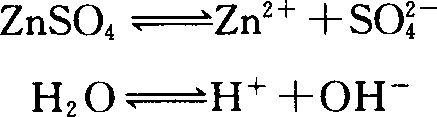 ZnSO₄ ⇌ Zn²⁺ + SO₄²⁻
H₂O ⇌ H⁺ + OH⁻